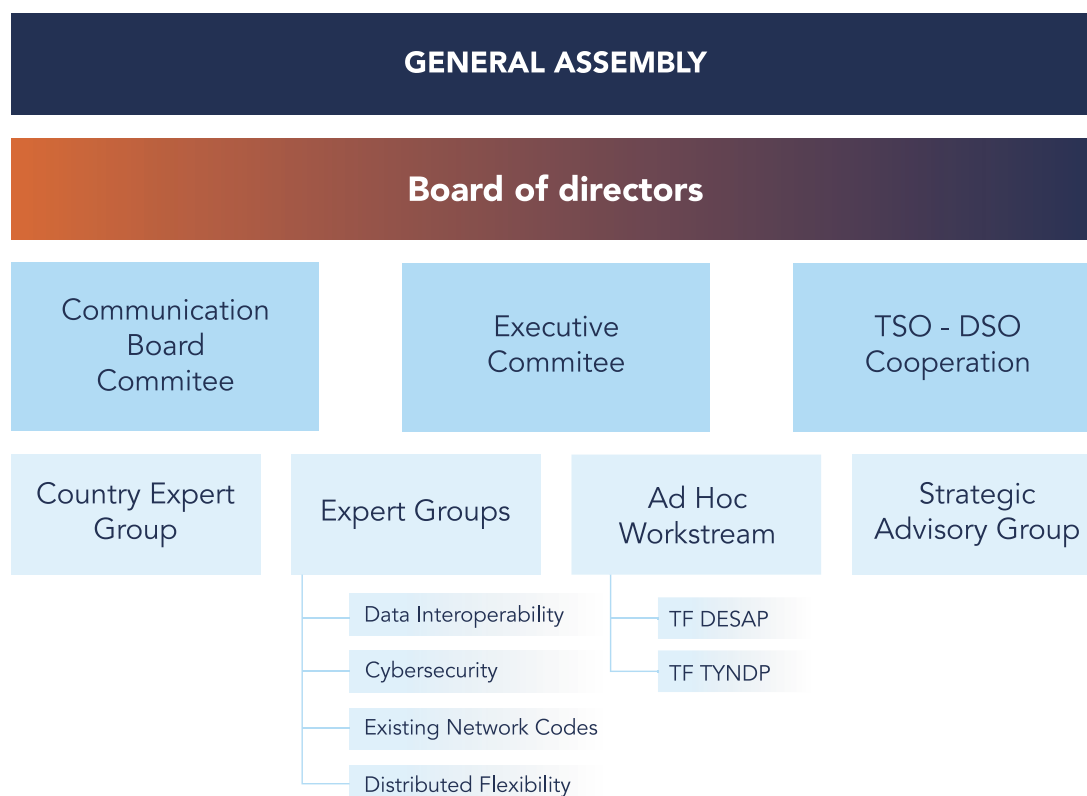 GENERAL ASSEMBLY
Board of directors
Communication
Board
Commitee
Executive
Commitee
TSO - DSO
Cooperation
Country Expert
Group
Expert Groups
Ad Hoc
Workstream
Strategic
Advisory Group
Data Interoperability
Cybersecurity
Existing Network Codes
Distributed Flexibility
TF DESAP
TF TYNDP